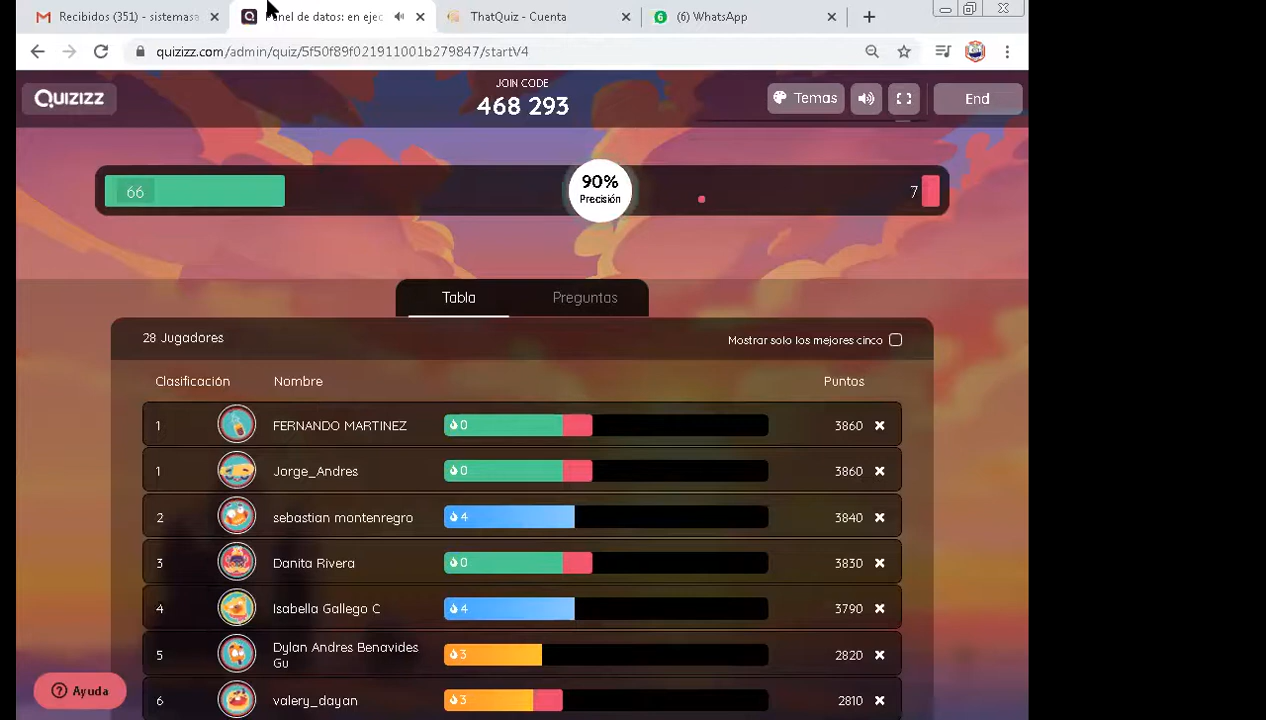 Recibidos (351) - sistemasa
Panel de datos: en ejec
ThatQuiz - Cuenta
(6) WhatsApp
quizizz.com/admin/quiz/5f50f89f021911001b279847/startV4
Quizizz
JOIN CODE
468 293
Temas
End
66
90%
Precisión
7
Tabla
Preguntas
28 Jugadores
Mostrar solo los mejores cinco
Clasificación
Nombre
Puntos
1 FERNANDO MARTINEZ 0 3860
1 Jorge_Andres 0 3860
2 sebastian montenregro 4 3840
3 Danita Rivera 0 3830
4 Isabella Gallego C 4 3790
5 Dylan Andres Benavides 3 2820
Gu
6 valery_dayan 3 2810
Ayuda